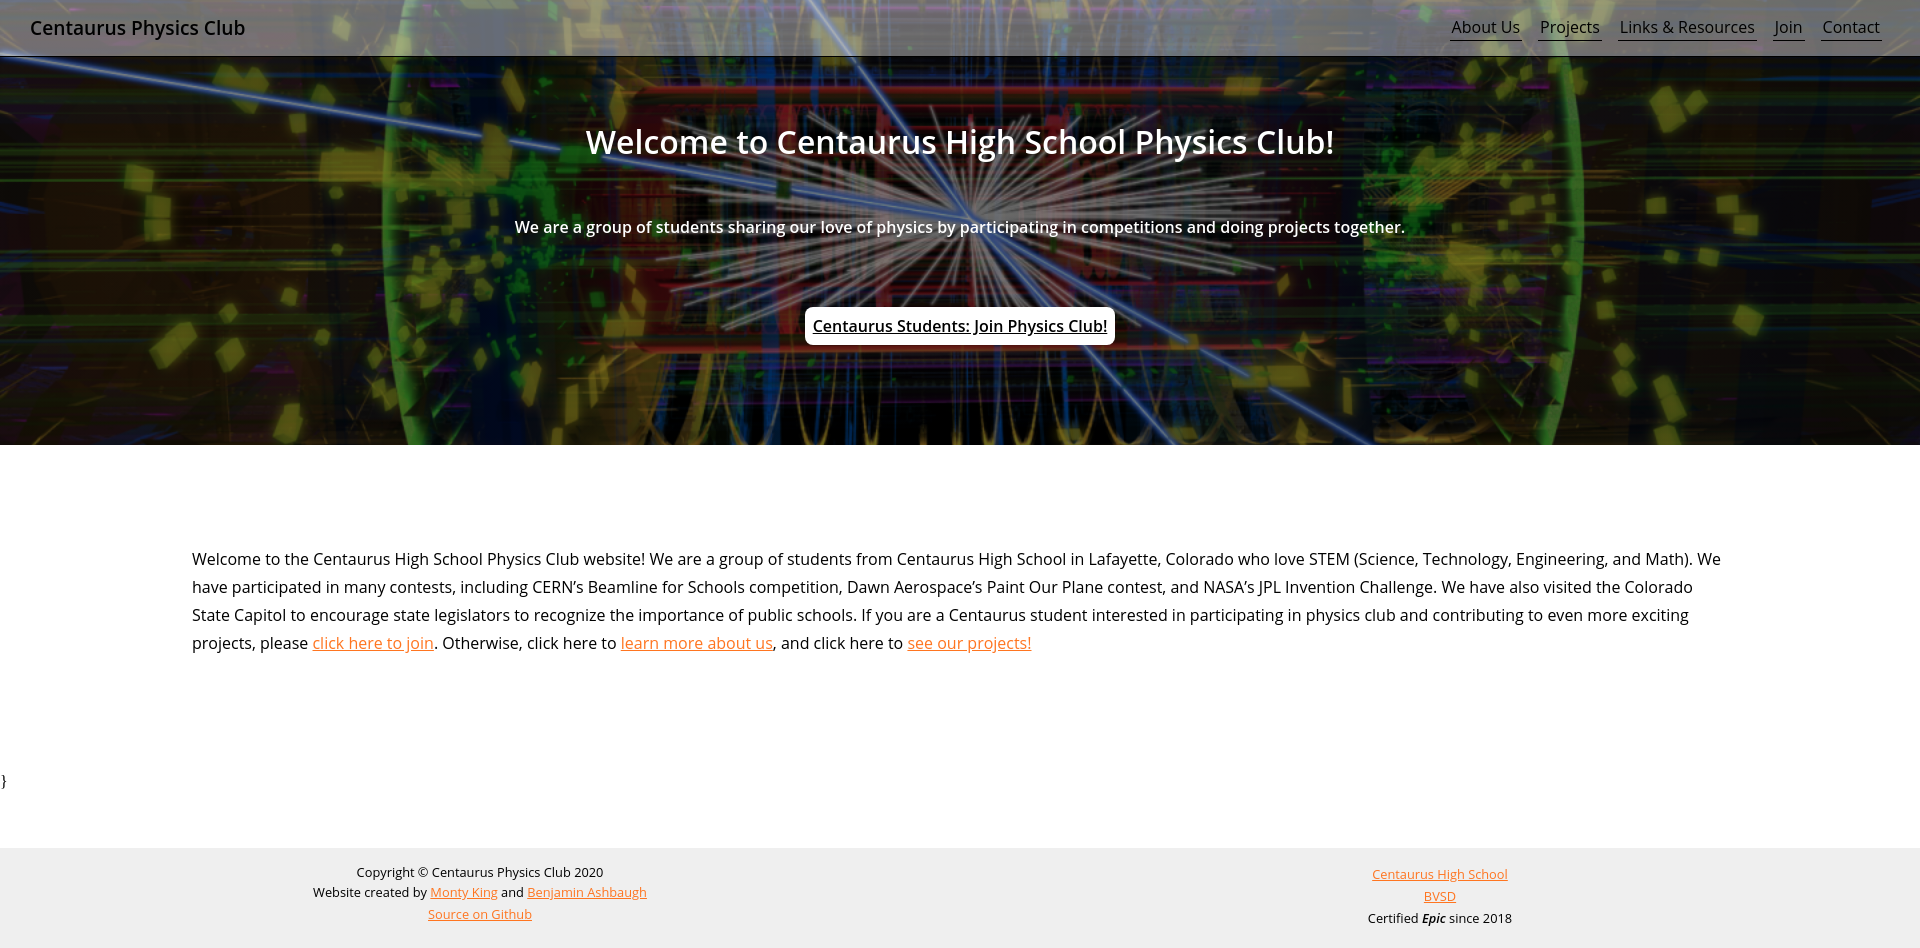 Centaurus Physics Club
About Us Projects Links & Resources Join Contact
Welcome to Centaurus High School Physics Club!
We are a group of students sharing our love of physics by participating in competitions and doing projects together.
Centaurus Students: Join Physics Club!
Welcome to the Centaurus High School Physics Club website! We are a group of students from Centaurus High School in Lafayette, Colorado who love STEM (Science, Technology, Engineering, and Math). We
have participated in many contests, including CERN’s Beamline for Schools competition, Dawn Aerospace’s Paint Our Plane contest, and NASA’s JPL Invention Challenge. We have also visited the Colorado
State Capitol to encourage state legislators to recognize the importance of public schools. If you are a Centaurus student interested in participating in physics club and contributing to even more exciting
projects, please click here to join. Otherwise, click here to learn more about us, and click here to see our projects!
}
Copyright © Centaurus Physics Club 2020
Website created by Monty King and Benjamin Ashbaugh
Source on Github
Centaurus High School
BVSD
Certified Epic since 2018